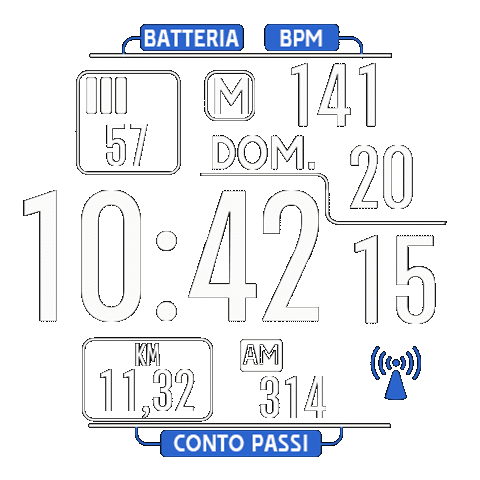 BATTERIA BPM
57 M 141
DOM. 20
10:42 15
KM AM
11,32 314
CONTO PASSI